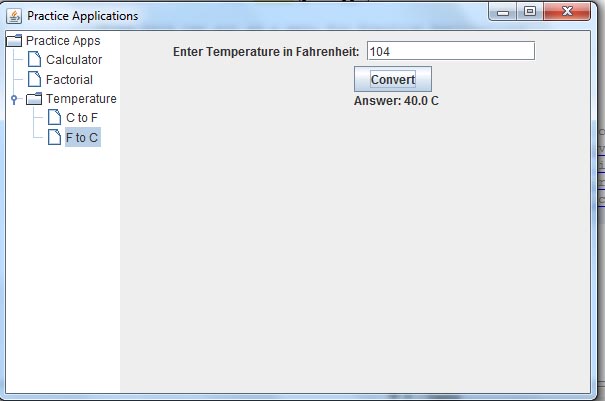 Practice Applications
Practice Apps
Calculator
Factorial
Temperature
C to F
F to C
Enter Temperature in Fahrenheit: 104
Convert
Answer: 40.0 C